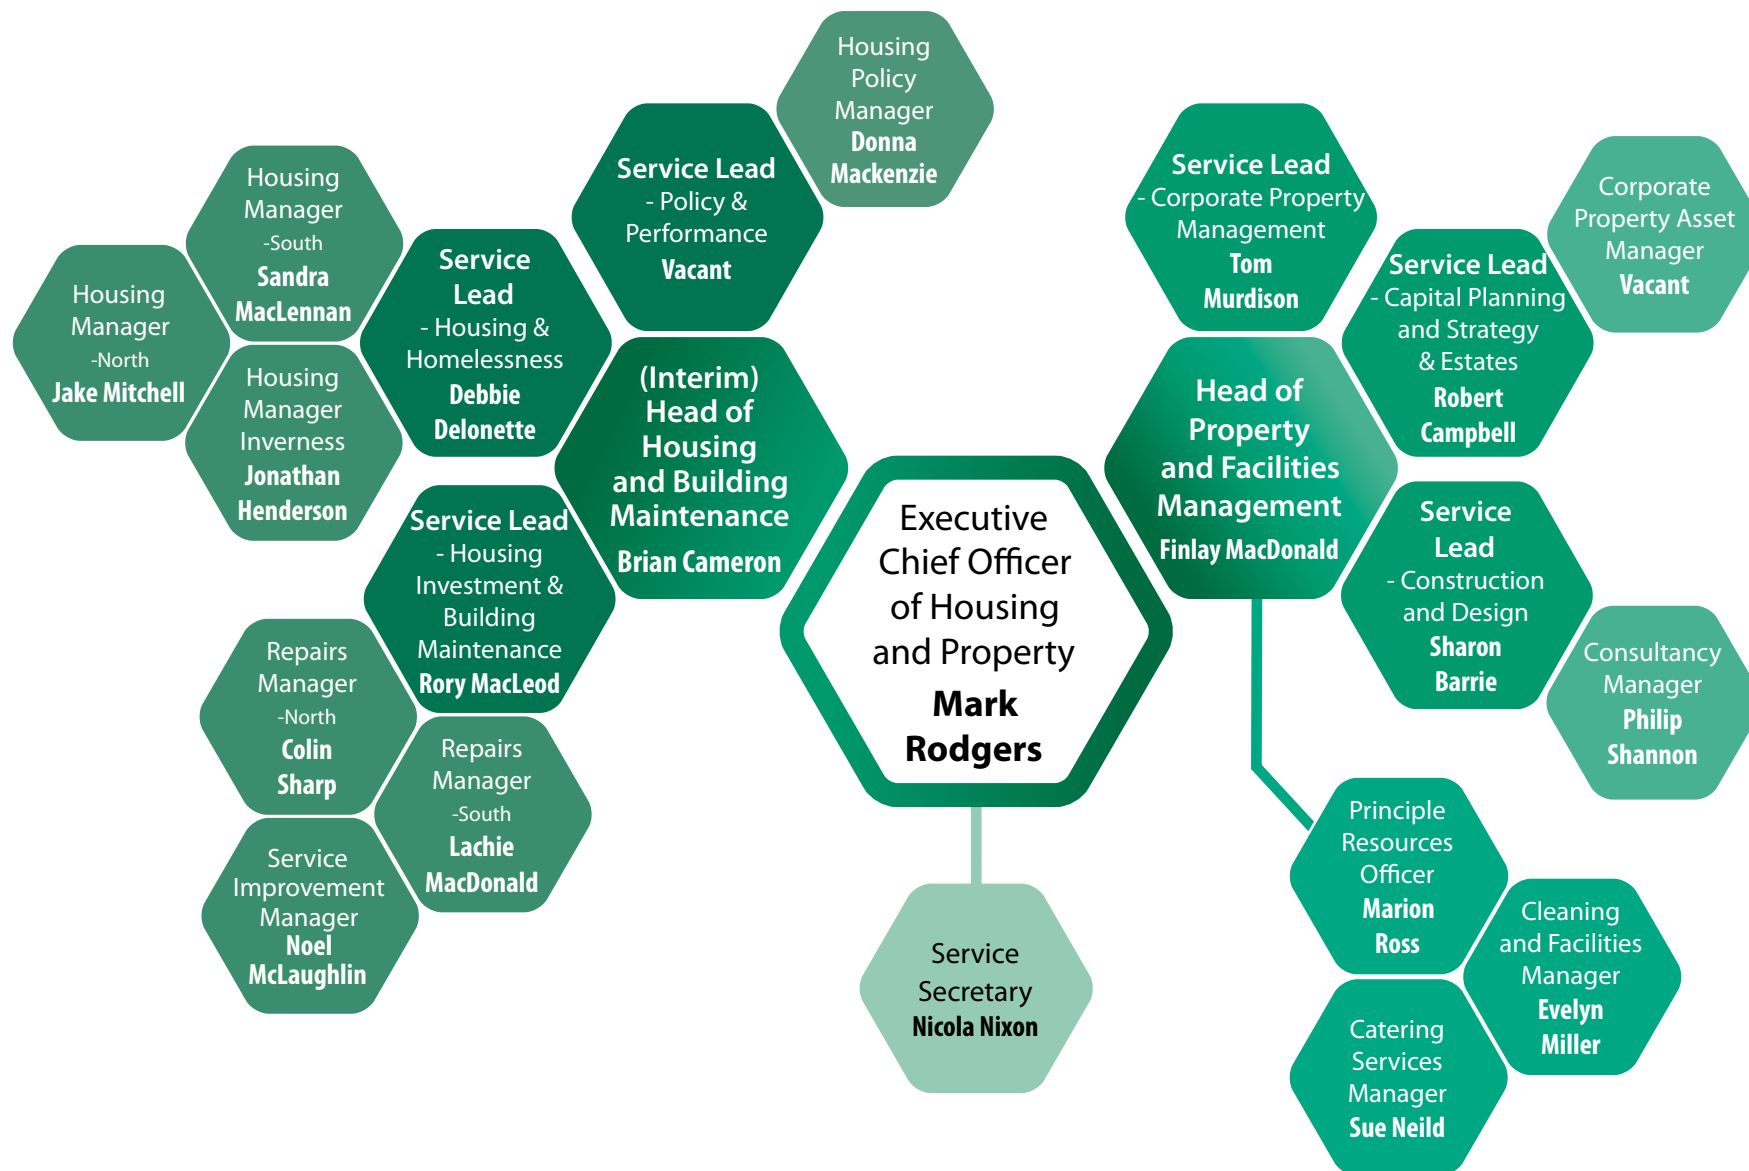 Housing
Policy
Manager
Donna
Mackenzie
Service Lead
- Policy &
Performance
Vacant
Housing
Manager
-South
Sandra
MacLennan
Housing
Manager
-North
Jake Mitchell
Housing
Manager
Inverness
Jonathan
Henderson
Service
Lead
- Housing &
Homelessness
Debbie
Delonette
(Interim)
Head of
Housing
and Building
Maintenance
Brian Cameron
Service Lead
- Housing
Investment &
Building
Maintenance
Rory MacLeod
Repairs
Manager
-North
Colin
Sharp
Repairs
Manager
-South
Lachie
MacDonald
Service
Improvement
Manager
Noel
McLaughlin
Executive
Chief Officer
of Housing
and Property
Mark
Rodgers
Service
Secretary
Nicola Nixon
Service Lead
- Corporate Property
Management
Tom
Murdison
Corporate
Property Asset
Manager
Vacant
Service Lead
- Capital Planning
and Strategy
& Estates
Robert
Campbell
Head of
Property
and Facilities
Management
Finlay MacDonald
Service
Lead
- Construction
and Design
Sharon
Barrie
Consultancy
Manager
Philip
Shannon
Principle
Resources
Officer
Marion
Ross
Cleaning
and Facilities
Manager
Evelyn
Miller
Catering
Services
Manager
Sue Neild